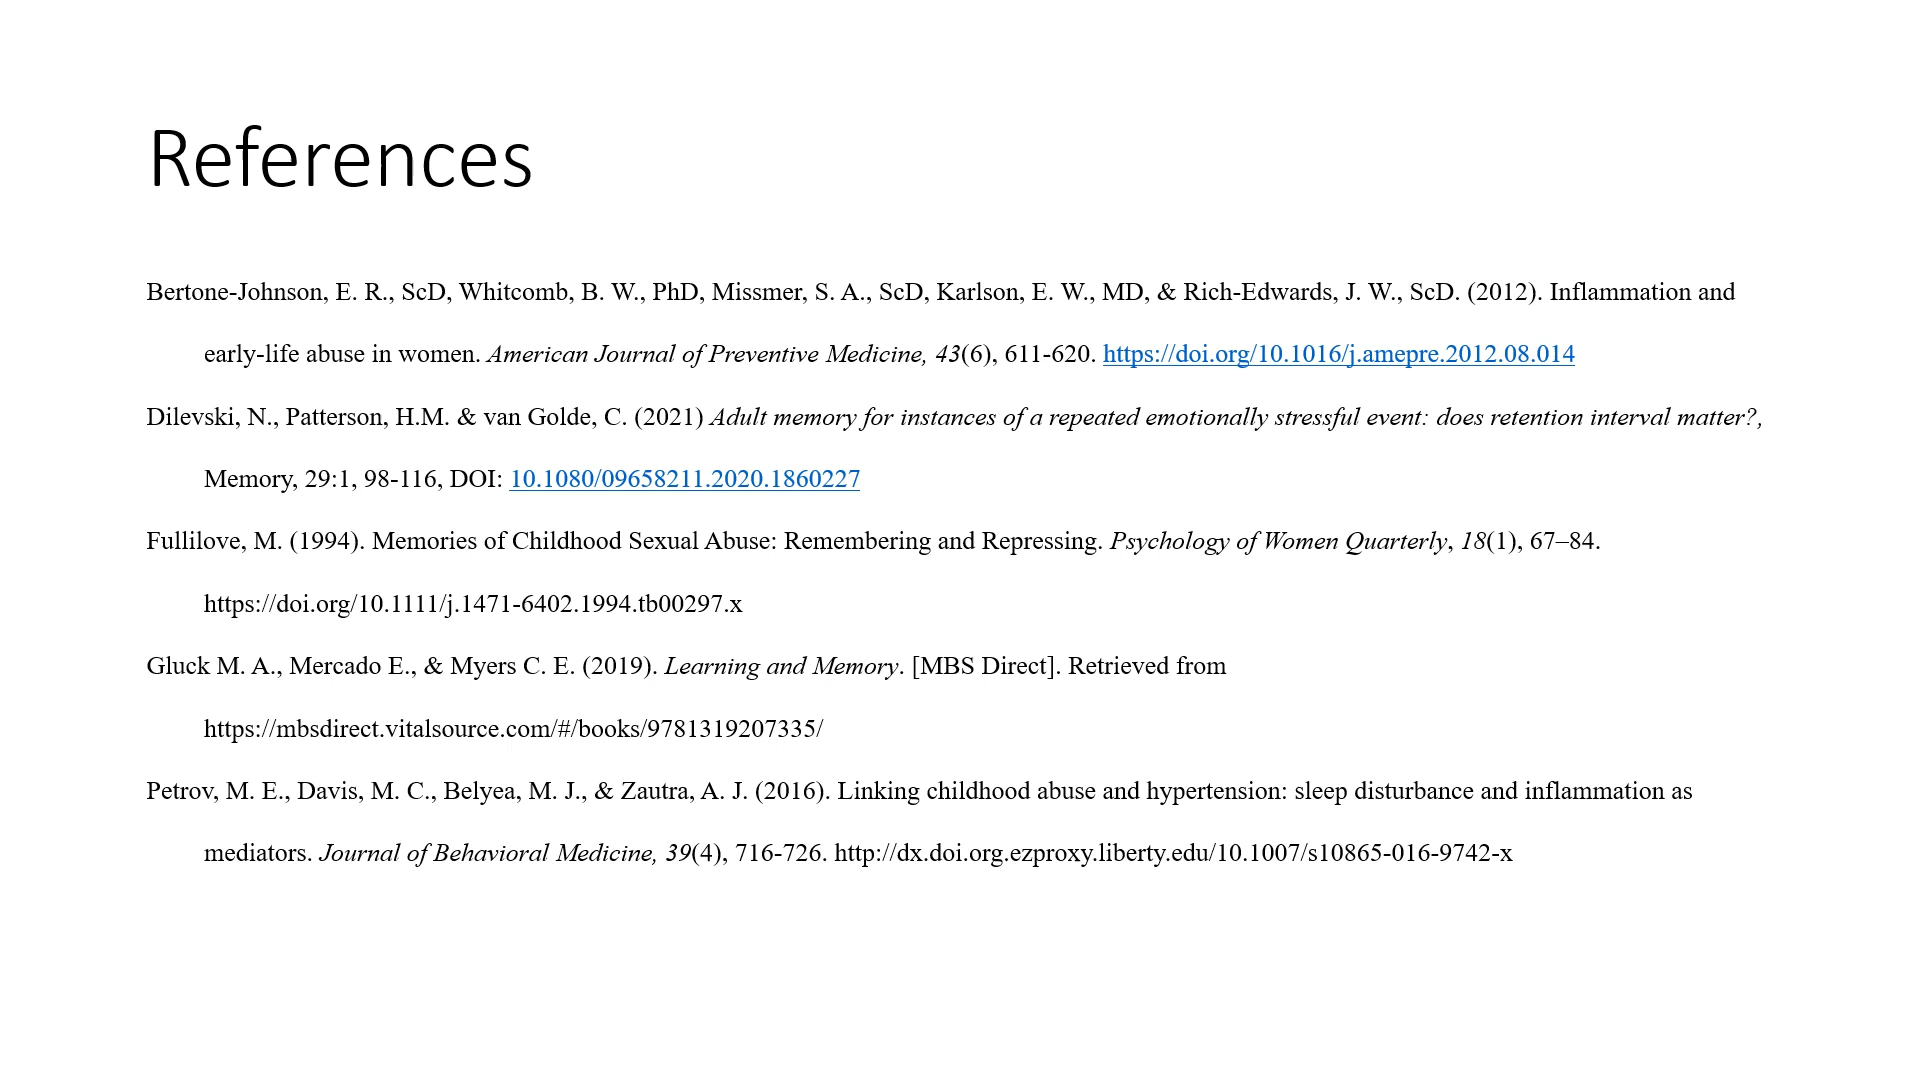 References
Bertone-Johnson, E. R., ScD, Whitcomb, B. W., PhD, Missmer, S. A., ScD, Karlson, E. W., MD, & Rich-Edwards, J. W., ScD. (2012). Inflammation and
early-life abuse in women. American Journal of Preventive Medicine, 43(6), 611-620. https://doi.org/10.1016/j.amepre.2012.08.014
Dilevski, N., Patterson, H.M. & van Golde, C. (2021) Adult memory for instances of a repeated emotionally stressful event: does retention interval matter?,
Memory, 29:1, 98-116, DOI: 10.1080/09658211.2020.1860227
Fullilove, M. (1994). Memories of Childhood Sexual Abuse: Remembering and Repressing. Psychology of Women Quarterly, 18(1), 67–84.
https://doi.org/10.1111/j.1471-6402.1994.tb00297.x
Gluck M. A., Mercado E., & Myers C. E. (2019). Learning and Memory. [MBS Direct]. Retrieved from
https://mbsdirect.vitalsource.com/#/books/9781319207335/
Petrov, M. E., Davis, M. C., Belyea, M. J., & Zautra, A. J. (2016). Linking childhood abuse and hypertension: sleep disturbance and inflammation as
mediators. Journal of Behavioral Medicine, 39(4), 716-726. http://dx.doi.org.ezproxy.liberty.edu/10.1007/s10865-016-9742-x